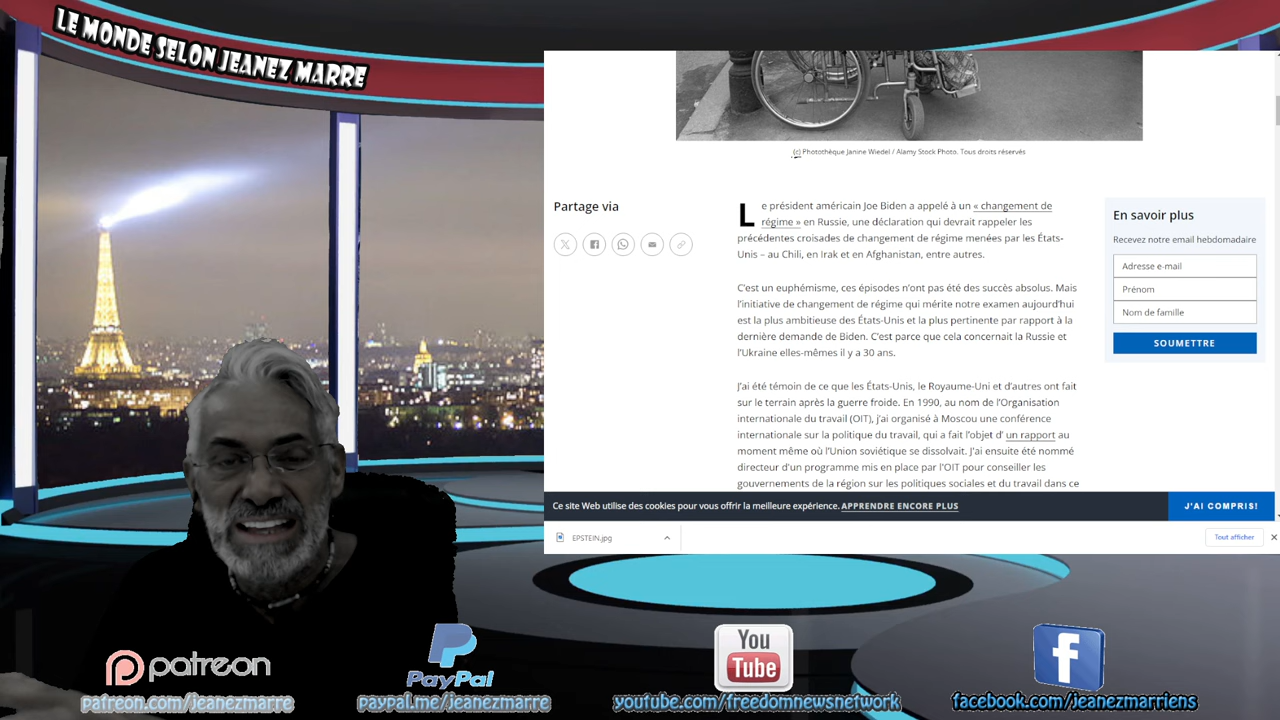 LE MONDE SELON JEANEZ MARRE
(c) Photothèque Janine Wiedel / Alamy Stock Photo. Tous droits réservés
Partage via
Le président américain Joe Biden a appelé à un « changement de
régime » en Russie, une déclaration qui devrait rappeler les
précédentes croisades de changement de régime menées par les États-
Unis – au Chili, en Irak et en Afghanistan, entre autres.
C'est un euphémisme, ces épisodes n'ont pas été des succès absolus. Mais
l'initiative de changement de régime qui mérite notre examen aujourd'hui
est la plus ambitieuse des États-Unis et la plus pertinente par rapport à la
dernière demande de Biden. C'est parce que cela concernait la Russie et
l'Ukraine elles-mêmes il y a 30 ans.
J'ai été témoin de ce que les États-Unis, le Royaume-Uni et d'autres ont fait
sur le terrain après la guerre froide. En 1990, au nom de l'Organisation
internationale du travail (OIT), j'ai organisé à Moscou une conférence
internationale sur la politique du travail, qui a fait l'objet d' un rapport au
moment même où l'Union soviétique se dissolvait. J'ai ensuite été nommé
directeur d'un programme mis en place par l'OIT pour conseiller les
gouvernements de la région sur les politiques sociales et du travail dans ce
En savoir plus
Recevez notre email hebdomadaire
Adresse e-mail
Prénom
Nom de famille
SOUMETTRE
Ce site Web utilise des cookies pour vous offrir la meilleure expérience. APPRENDRE ENCORE PLUS
J'AI COMPRIS!
EPSTEIN.jpg
Tout afficher
patreon
patreon.com/jeanezmarre
PayPal
paypal.me/jeanezmarre
You
Tube
youtube.com/freedomnewsnetwork
facebook.com/jeanezmarriens